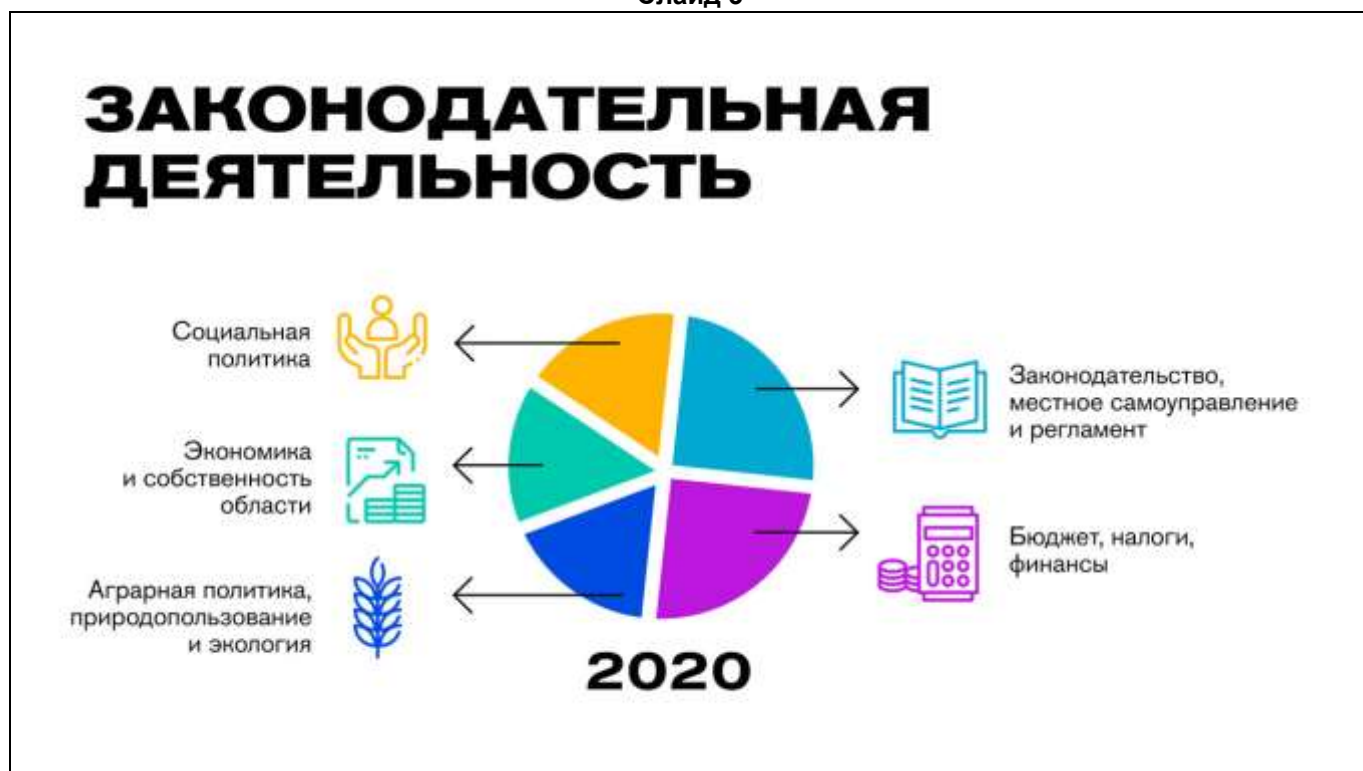 ЗАКОНОДАТЕЛЬНАЯ
ДЕЯТЕЛЬНОСТЬ
Социальная
политика
Экономика
и собственность
области
Аграрная политика,
природопользование
и экология
Законодательство,
местное самоуправление
и регламент
Бюджет, налоги,
финансы
2020